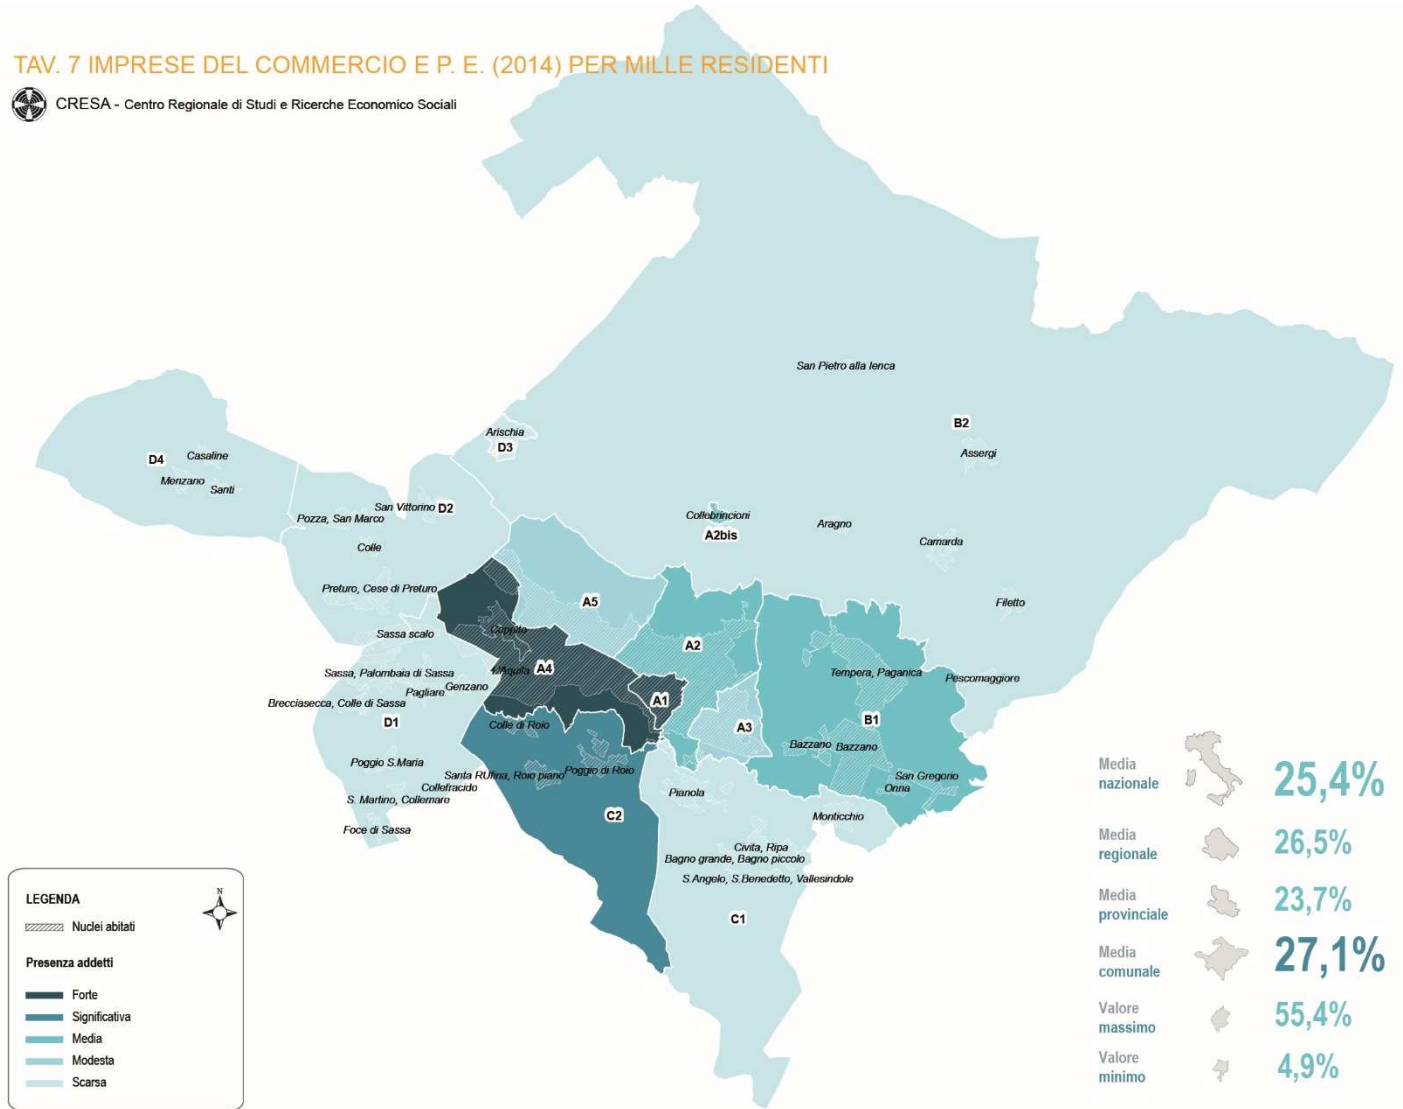 TAV. 7 IMPRESE DEL COMMERCIO E P. E. (2014) PER MILLE RESIDENTI
CRESA - Centro Regionale di Studi e Ricerche Economico Sociali
San Pietro alla Ienca
B2
Assergi
Arischia
D3
D4
Casaline
Menzano
Santi
San Vittorino
D2
Pozza, San Marco
Colle
Collebrincioni
A2bis
Aragno
Camarda
Preturo, Cese di Preturo
Filetto
A5
Sassa scalo
Coppito
A2
Sassa, Palombaia di Sassa
L'Aquila
A4
Tempera, Paganica
Pescomaggiore
Pagliare
Genzano
Brecciasecca, Colle di Sassa
A1
D1
Colle di Roio
A3
B1
Bazzano
Bazzano
Poggio S.Maria
Santa RUfina, Roio piano
Poggio di Roio
San Gregorio
Onna
Collefracido
Pianola
S. Martino, Collemare
C2
Monticchio
Foce di Sassa
Civita, Ripa
Bagno grande, Bagno piccolo
S.Angelo, S.Benedetto, Vallesindole
C1
LEGENDA
N
Nuclei abitati
Presenza addetti
Forte
Significativa
Media
Modesta
Scarsa
Media
nazionale
25,4%
Media
regionale
26,5%
Media
provinciale
23,7%
Media
comunale
27,1%
Valore
massimo
55,4%
Valore
minimo
4,9%